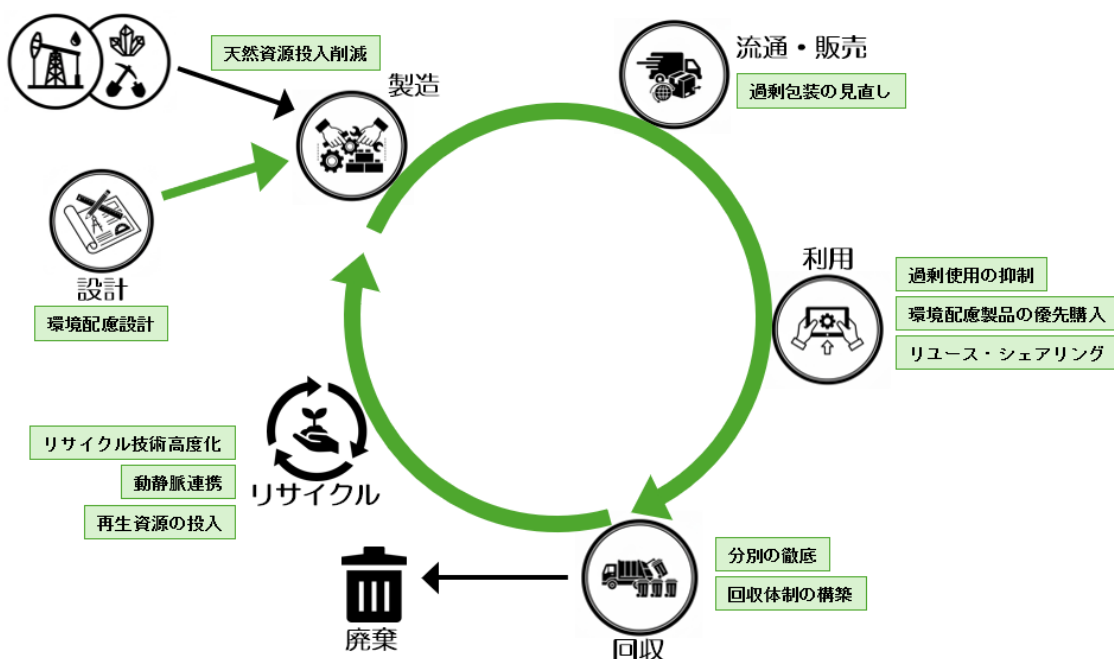 天然資源投入削減
製造
流通・販売
過剰包装の見直し
設計
環境配慮設計
利用
過剰使用の抑制
環境配慮製品の優先購入
リユース・シェアリング
リサイクル技術高度化
動静脈連携
再生資源の投入
リサイクル
分別の徹底
回収体制の構築
回収
廃棄